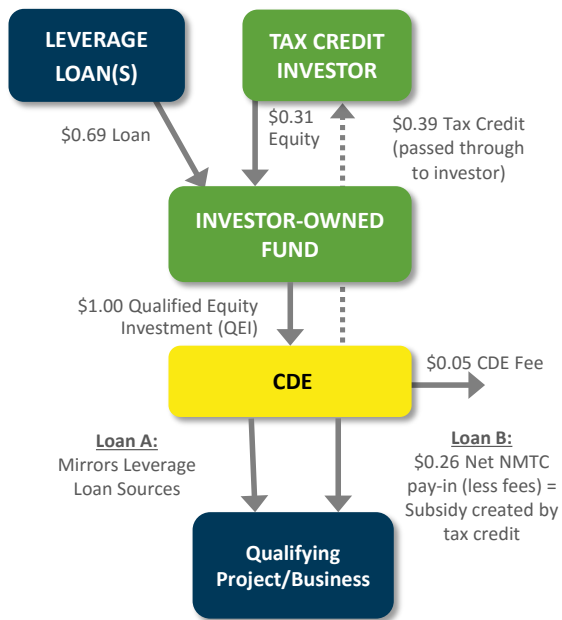 LEVERAGE
LOAN(S)
TAX CREDIT
INVESTOR
$0.69 Loan
$0.31
Equity
$0.39 Tax Credit
(passed through
to investor)
INVESTOR-OWNED
FUND
$1.00 Qualified Equity
Investment (QEI)
CDE
$0.05 CDE Fee
Loan A:
Mirrors Leverage
Loan Sources
Loan B:
$0.26 Net NMTC
pay-in (less fees) =
Subsidy created by
tax credit
Qualifying
Project/Business